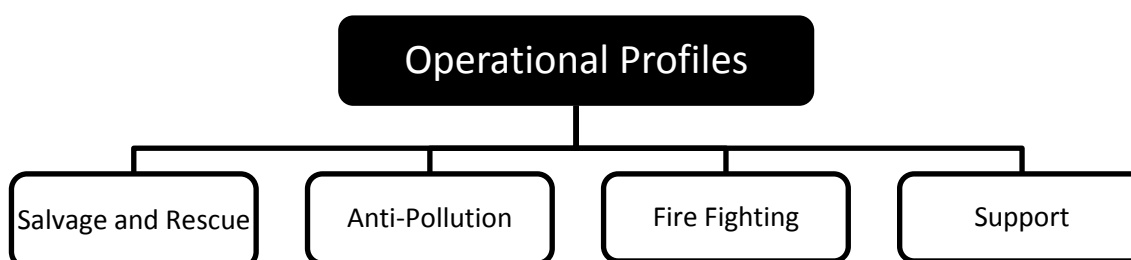 Operational Profiles
Salvage and Rescue
Anti-Pollution
Fire Fighting
Support